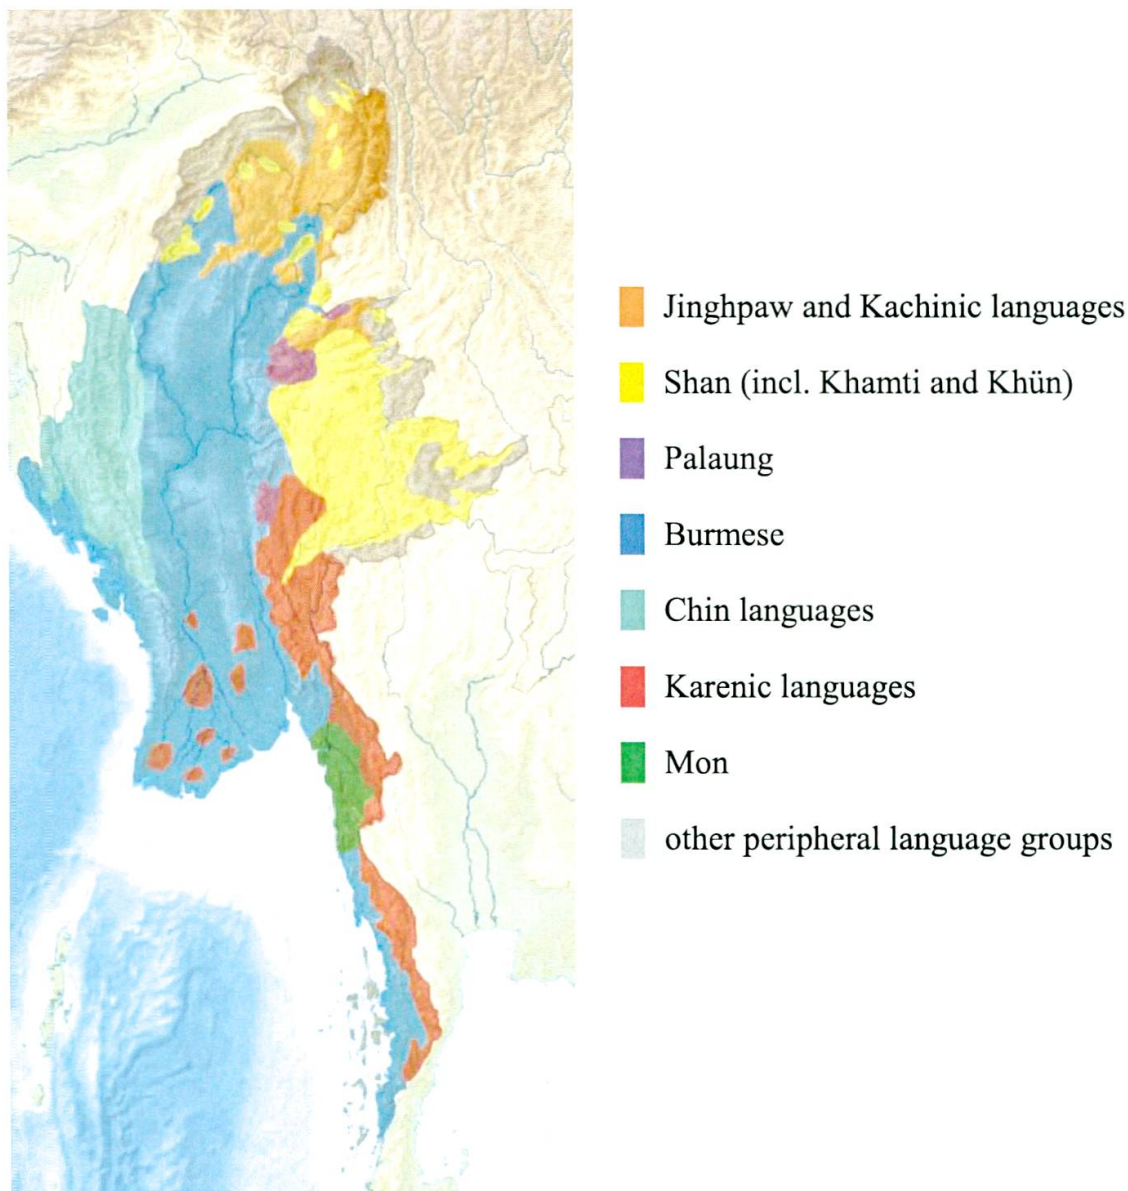 Jinghpaw and Kachinic languages
Shan (incl. Khamti and Khün)
Palaung
Burmese
Chin languages
Karenic languages
Mon
other peripheral language groups